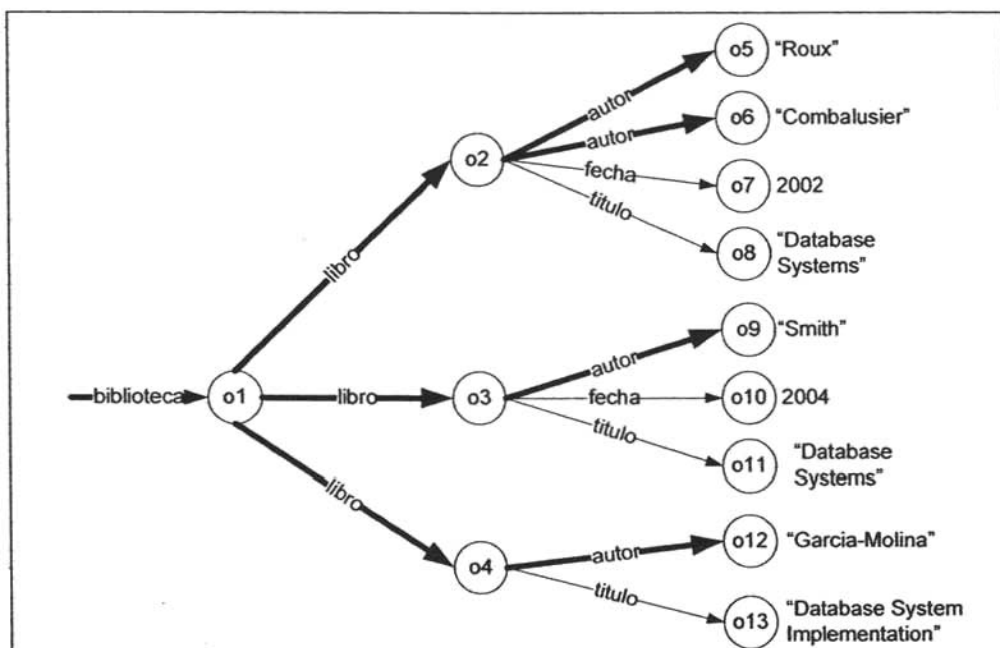 o5 "Roux"
autor
o6 "Combalusier"
autor
o2
fecha
o7 2002
titulo
o8 "Database
Systems"
libro
o9 "Smith"
autor
biblioteca
o1
libro
o3
fecha
o10 2004
titulo
o11 "Database
Systems"
libro
o12 "Garcia-Molina"
autor
o4
titulo
o13 "Database System
Implementation"